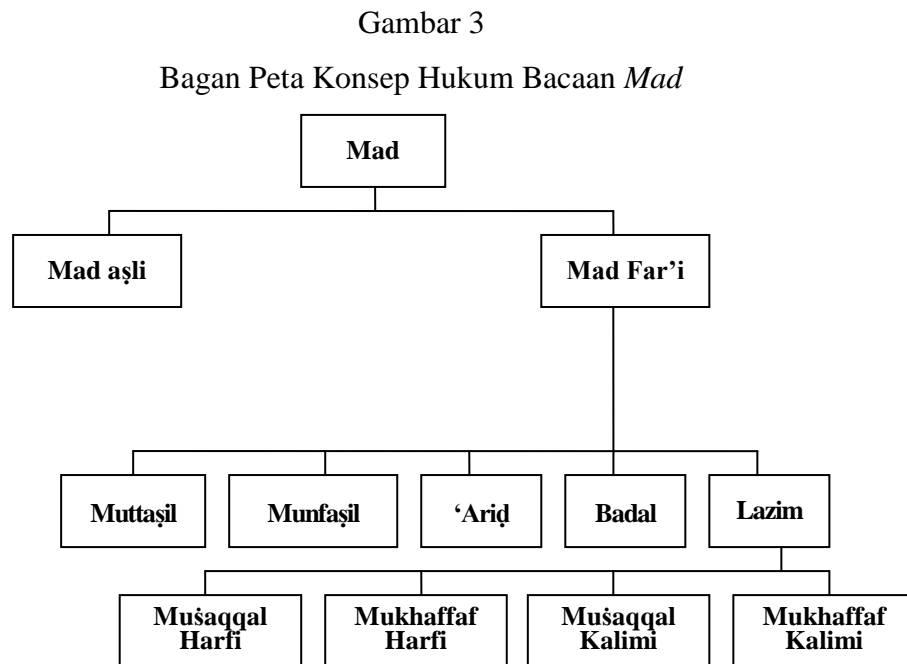 Gambar 3
Bagan Peta Konsep Hukum Bacaan Mad
Mad
Mad aṣli
Mad Far’i
Muttaṣil
Munfaṣil
‘Ariḍ
Badal
Lazim
Muṡaqqal
Harfi
Mukhaffaf
Harfi
Muṡaqqal
Kalimi
Mukhaffaf
Kalimi